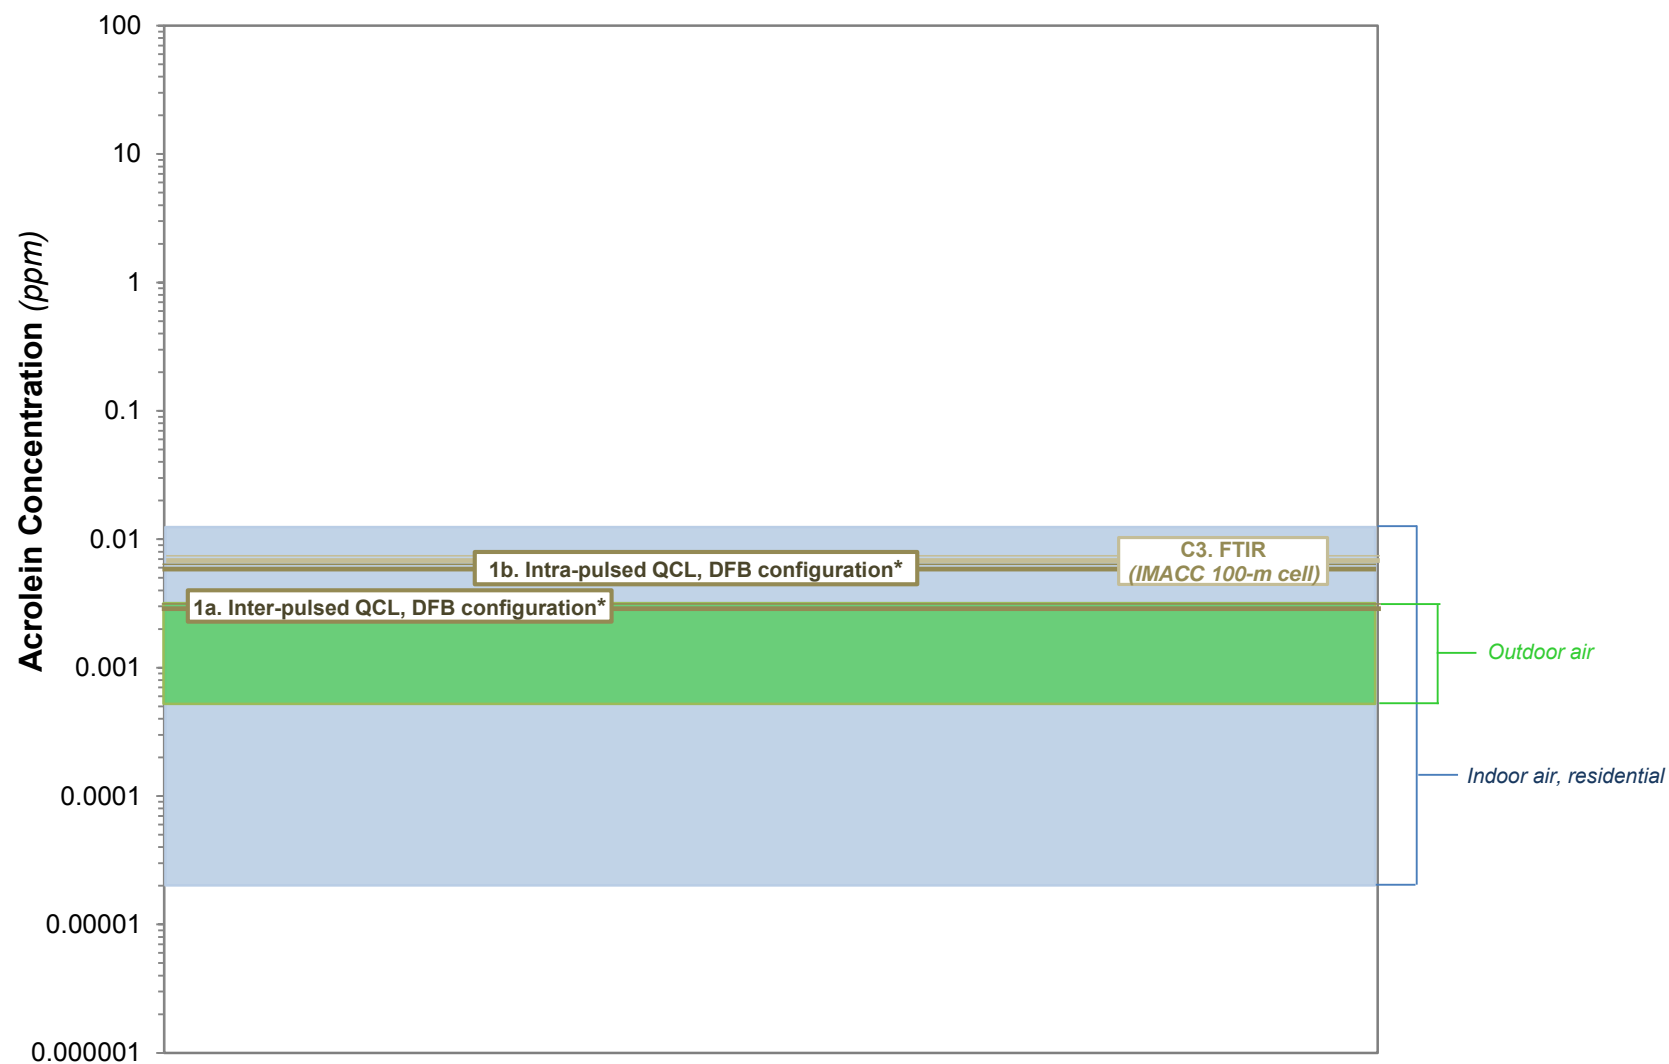 100
10
1
0.1
0.01
0.001
0.0001
0.00001
0.000001
Acrolein Concentration (ppm)
C3. FTIR
(IMACC 100-m cell)
1b. Intra-pulsed QCL, DFB configuration*
1a. Inter-pulsed QCL, DFB configuration*
Outdoor air
Indoor air, residential